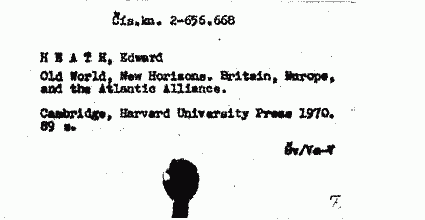 Čís.kn. 2-656.668
H E A T H, Edward
Old World, New Horizons. Britain, Europe,
and the Atlantic Alliance.
Cambridge, Harvard University Press 1970.
89 s.
Šv/Va-T